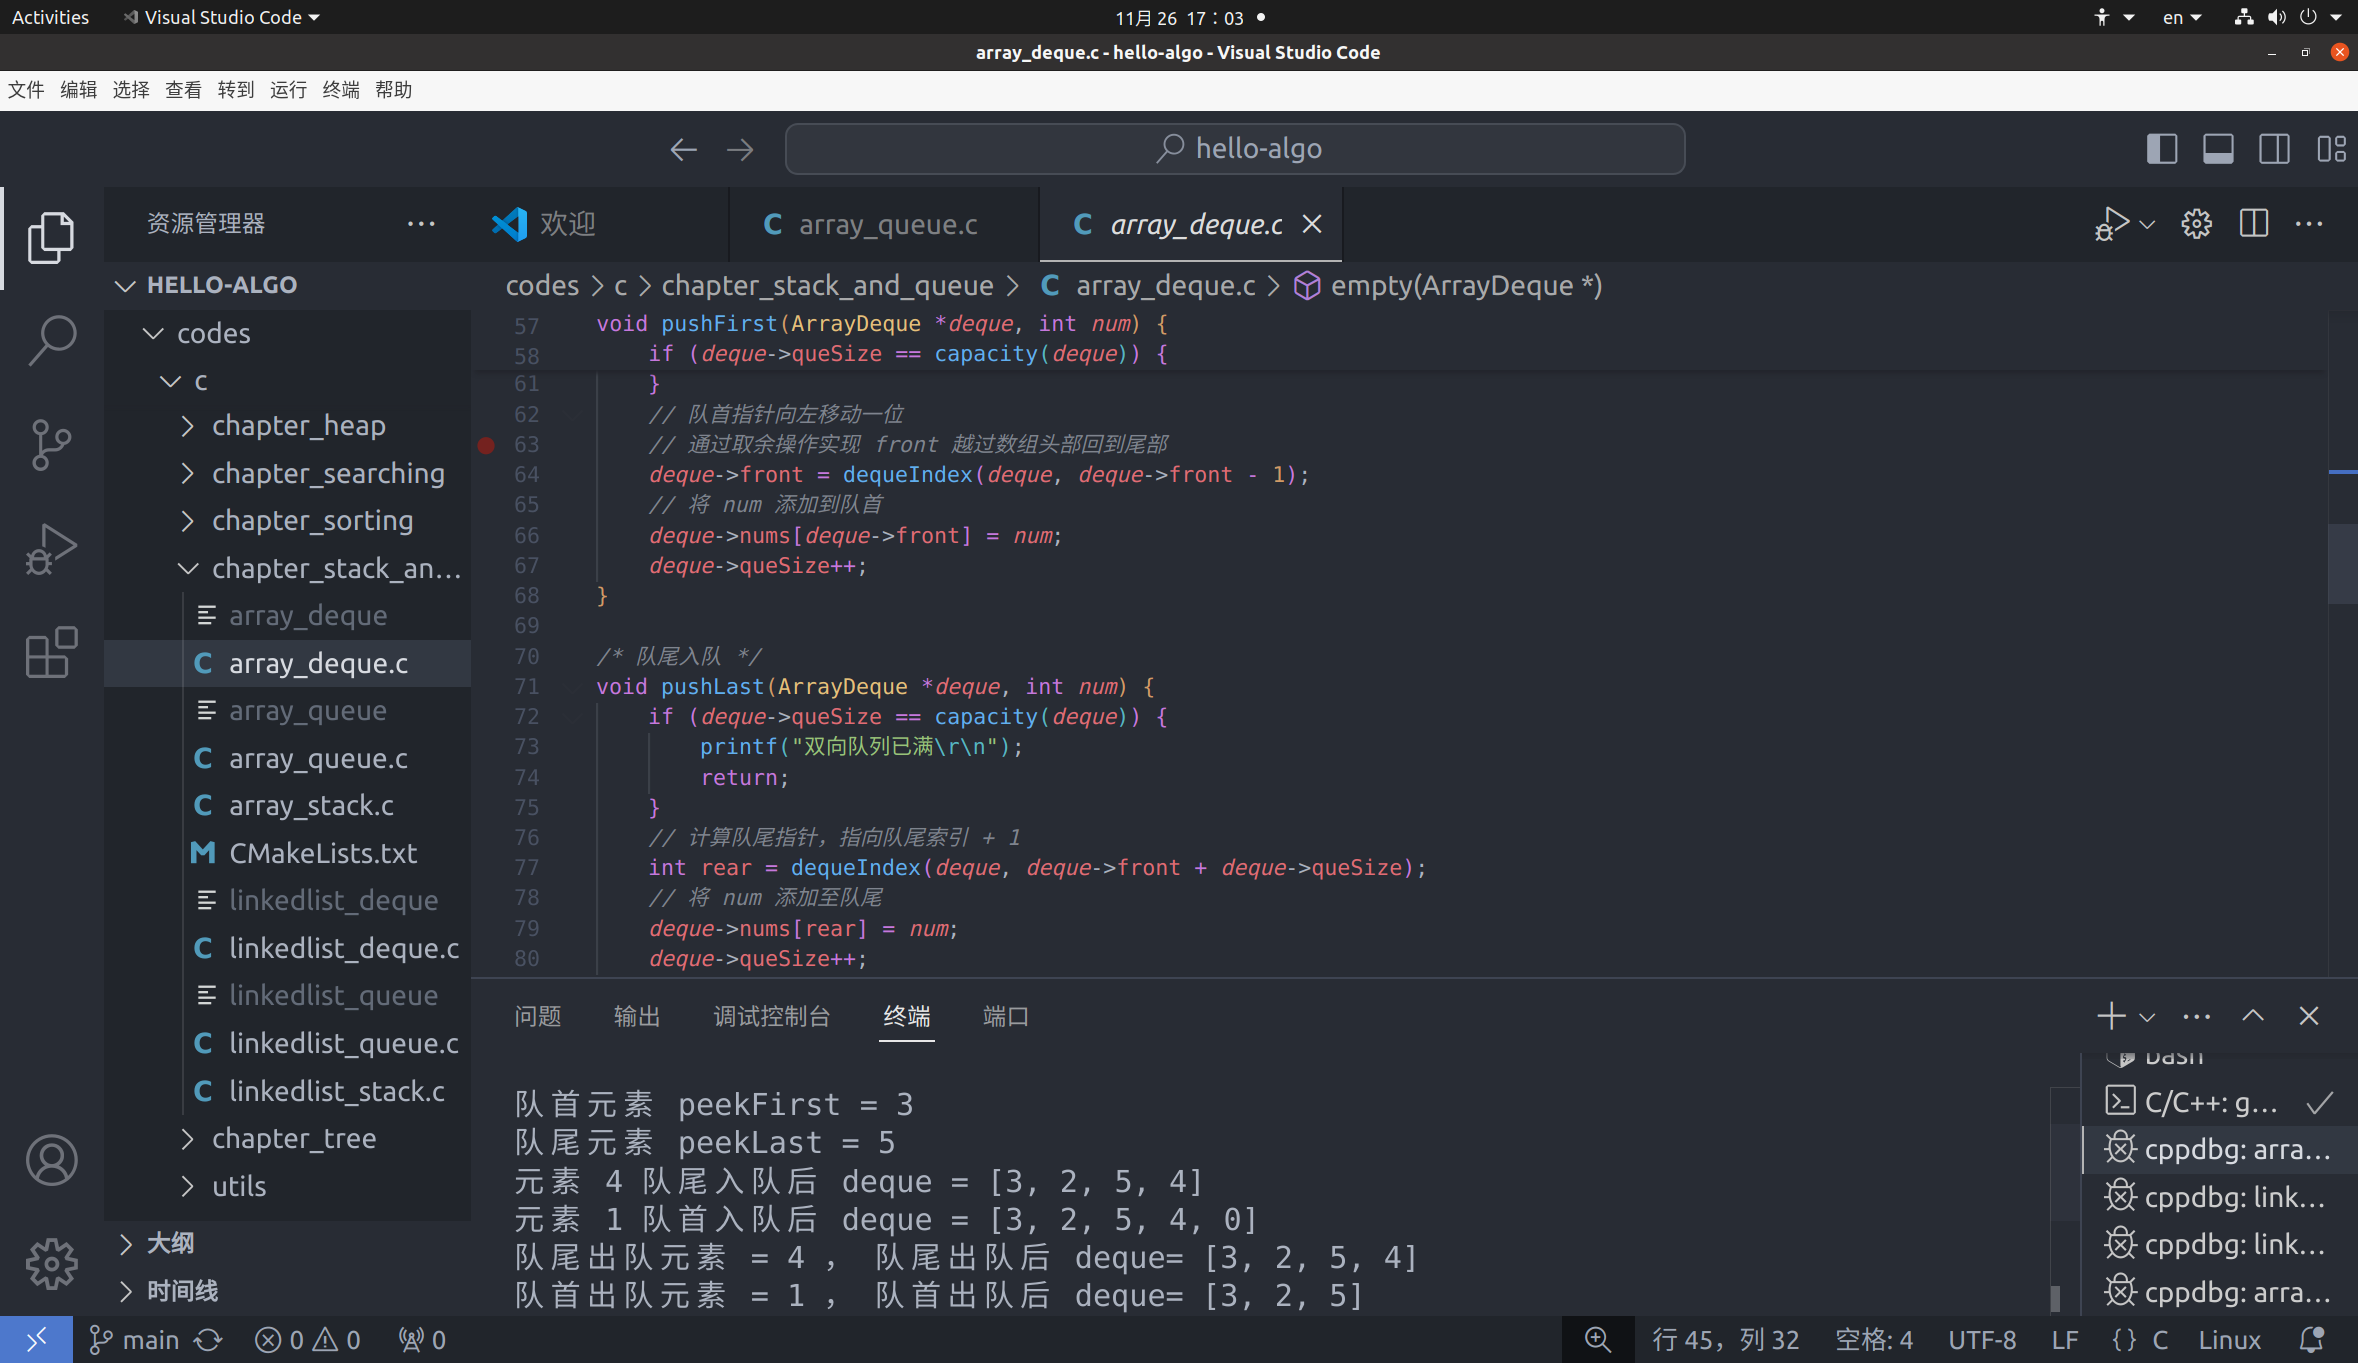 Activities
Visual Studio Code
11月 26 17：03
en
array_deque.c - hello-algo - Visual Studio Code
文件 编辑 选择 查看 转到 运行 终端 帮助
hello-algo
资源管理器
欢迎
array_queue.c
array_deque.c
HELLO-ALGO
codes
c
chapter_heap
chapter_searching
chapter_sorting
chapter_stack_an...
array_deque
array_deque.c
array_queue
array_queue.c
array_stack.c
CMakeLists.txt
linkedlist_deque
linkedlist_deque.c
linkedlist_queue
linkedlist_queue.c
linkedlist_stack.c
chapter_tree
utils
大纲
时间线
codes > c > chapter_stack_and_queue > C array_deque.c > empty(ArrayDeque *)
57 void pushFirst(ArrayDeque *deque, int num) {
58 if (deque->queSize == capacity(deque)) {
61 }
62 // 队首指针向左移动一位
63 // 通过取余操作实现 front 越过数组头部回到尾部
64 deque->front = dequeIndex(deque, deque->front - 1);
65 // 将 num 添加到队首
66 deque->nums[deque->front] = num;
67 deque->queSize++;
68 }
69
70 /* 队尾入队 */
71 void pushLast(ArrayDeque *deque, int num) {
72 if (deque->queSize == capacity(deque)) {
73 printf("双向队列已满\r\n");
74 return;
75 }
76 // 计算队尾指针，指向队尾索引 + 1
77 int rear = dequeIndex(deque, deque->front + deque->queSize);
78 // 将 num 添加至队尾
79 deque->nums[rear] = num;
80 deque->queSize++;
问题 输出 调试控制台 终端 端口
队首元素 peekFirst = 3
队尾元素 peekLast = 5
元素 4 队尾入队后 deque = [3, 2, 5, 4]
元素 1 队首入队后 deque = [3, 2, 5, 4, 0]
队尾出队元素 = 4 ， 队尾出队后 deque= [3, 2, 5, 4]
队首出队元素 = 1 ， 队首出队后 deque= [3, 2, 5]
bash
C/C++: g...
cppdbg: arra...
cppdbg: link...
cppdbg: link...
cppdbg: arra...
main 0 0 0
行 45，列 32 空格: 4 UTF-8 LF {} C Linux